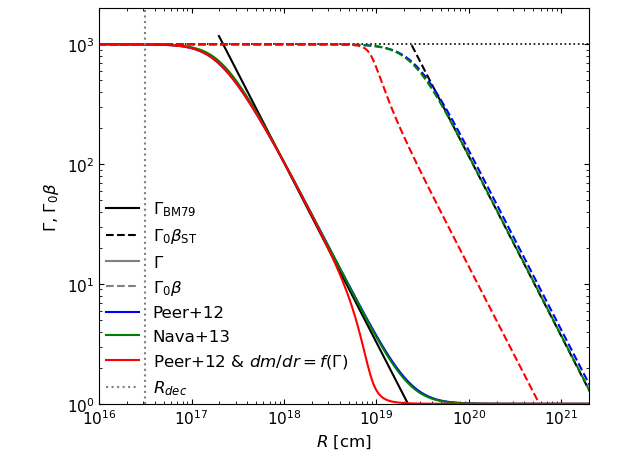 10³
10²
10¹
10⁰
Γ, Γ₀β
Γ_BM79
Γ₀β_ST
Γ
Γ₀β
Peer+12
Nava+13
Peer+12 & dm/dr = f(Γ)
R_dec
10¹⁶ 10¹⁷ 10¹⁸ 10¹⁹ 10²⁰ 10²¹
R [cm]